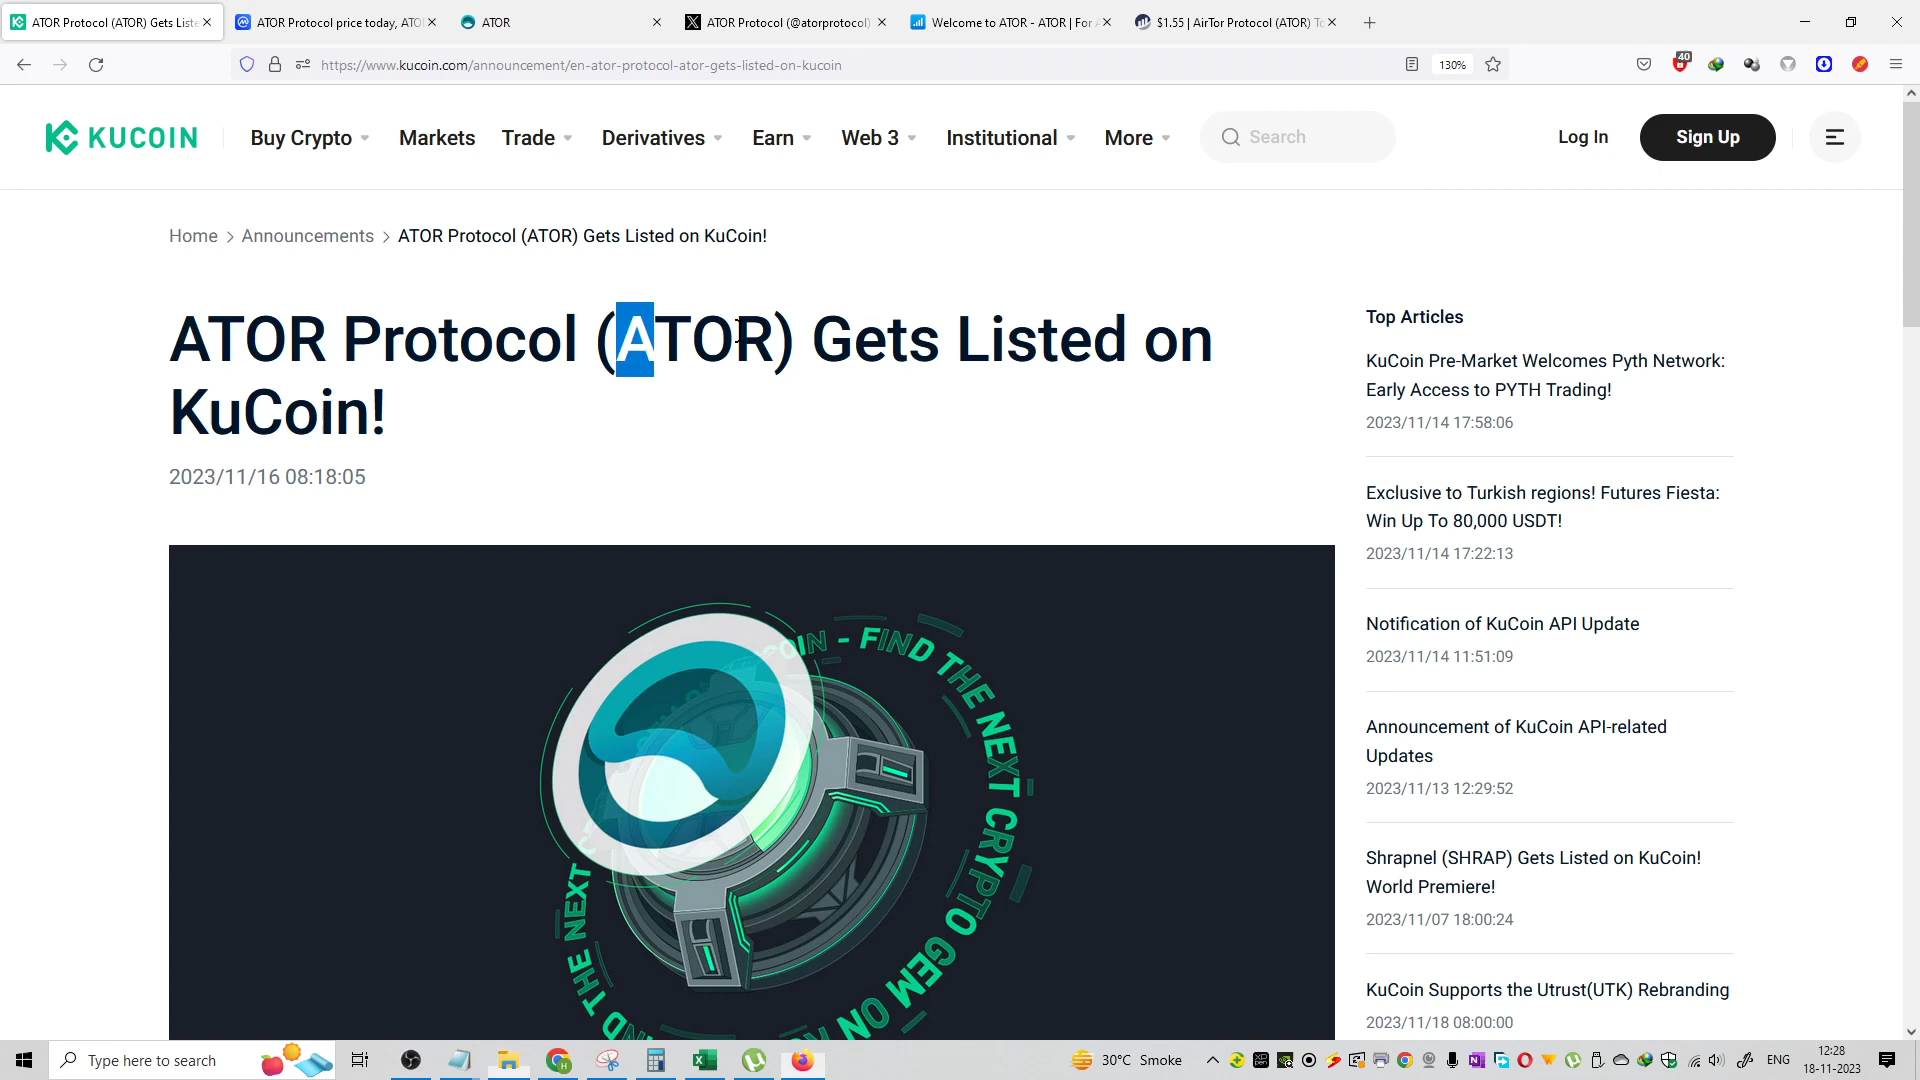 ATOR Protocol (ATOR) Gets Liste
ATOR Protocol price today, ATO
ATOR
ATOR Protocol (@atorprotocol)
Welcome to ATOR - ATOR | For
$1.55 | AirTor Protocol (ATOR) To
https://www.kucoin.com/announcement/en-ator-protocol-ator-gets-listed-on-kucoin
130%
40
KUCOIN
Buy Crypto
Markets
Trade
Derivatives
Earn
Web 3
Institutional
More
Search
Log In
Sign Up
Home > Announcements > ATOR Protocol (ATOR) Gets Listed on KuCoin!
ATOR Protocol (ATOR) Gets Listed on
KuCoin!
2023/11/16 08:18:05
COIN - FIND THE NEXT CRYPTO GEM ON
FIND THE NEXT
Top Articles
KuCoin Pre-Market Welcomes Pyth Network:
Early Access to PYTH Trading!
2023/11/14 17:58:06
Exclusive to Turkish regions! Futures Fiesta:
Win Up To 80,000 USDT!
2023/11/14 17:22:13
Notification of KuCoin API Update
2023/11/14 11:51:09
Announcement of KuCoin API-related
Updates
2023/11/13 12:29:52
Shrapnel (SHRAP) Gets Listed on KuCoin!
World Premiere!
2023/11/07 18:00:24
KuCoin Supports the Utrust(UTK) Rebranding
2023/11/18 08:00:00
Type here to search
30°C Smoke
ENG
12:28
18-11-2023